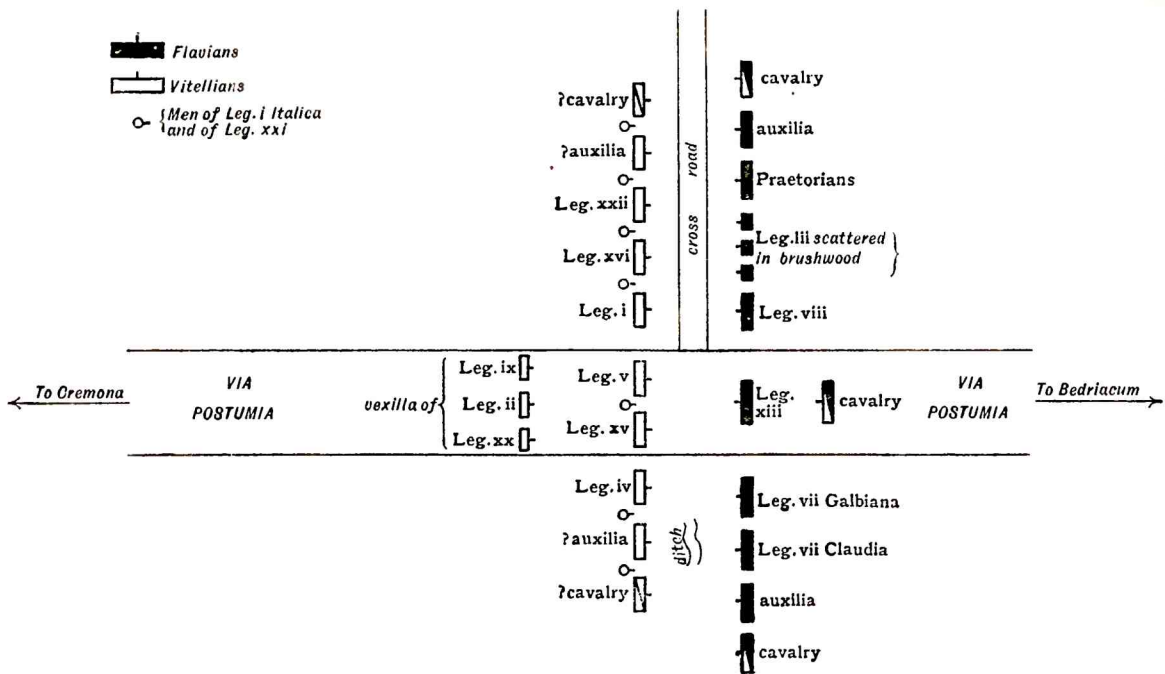 Flavians
Vitellians
Men of Leg. i Italica
and of Leg. xxi
?cavalry
?auxilia
Leg. xxii
Leg. xvi
Leg. i
cross road
cavalry
auxilia
Praetorians
Leg. iii scattered
in brushwood
Leg. viii
To Cremona
VIA
POSTUMIA
vexilla of
Leg. ix
Leg. ii
Leg. xx
Leg. v
Leg. xv
Leg.
xiii
cavalry
VIA
POSTUMIA
To Bedriacum
Leg. iv
?auxilia
?cavalry
ditch
Leg. vii Galbiana
Leg. vii Claudia
auxilia
cavalry